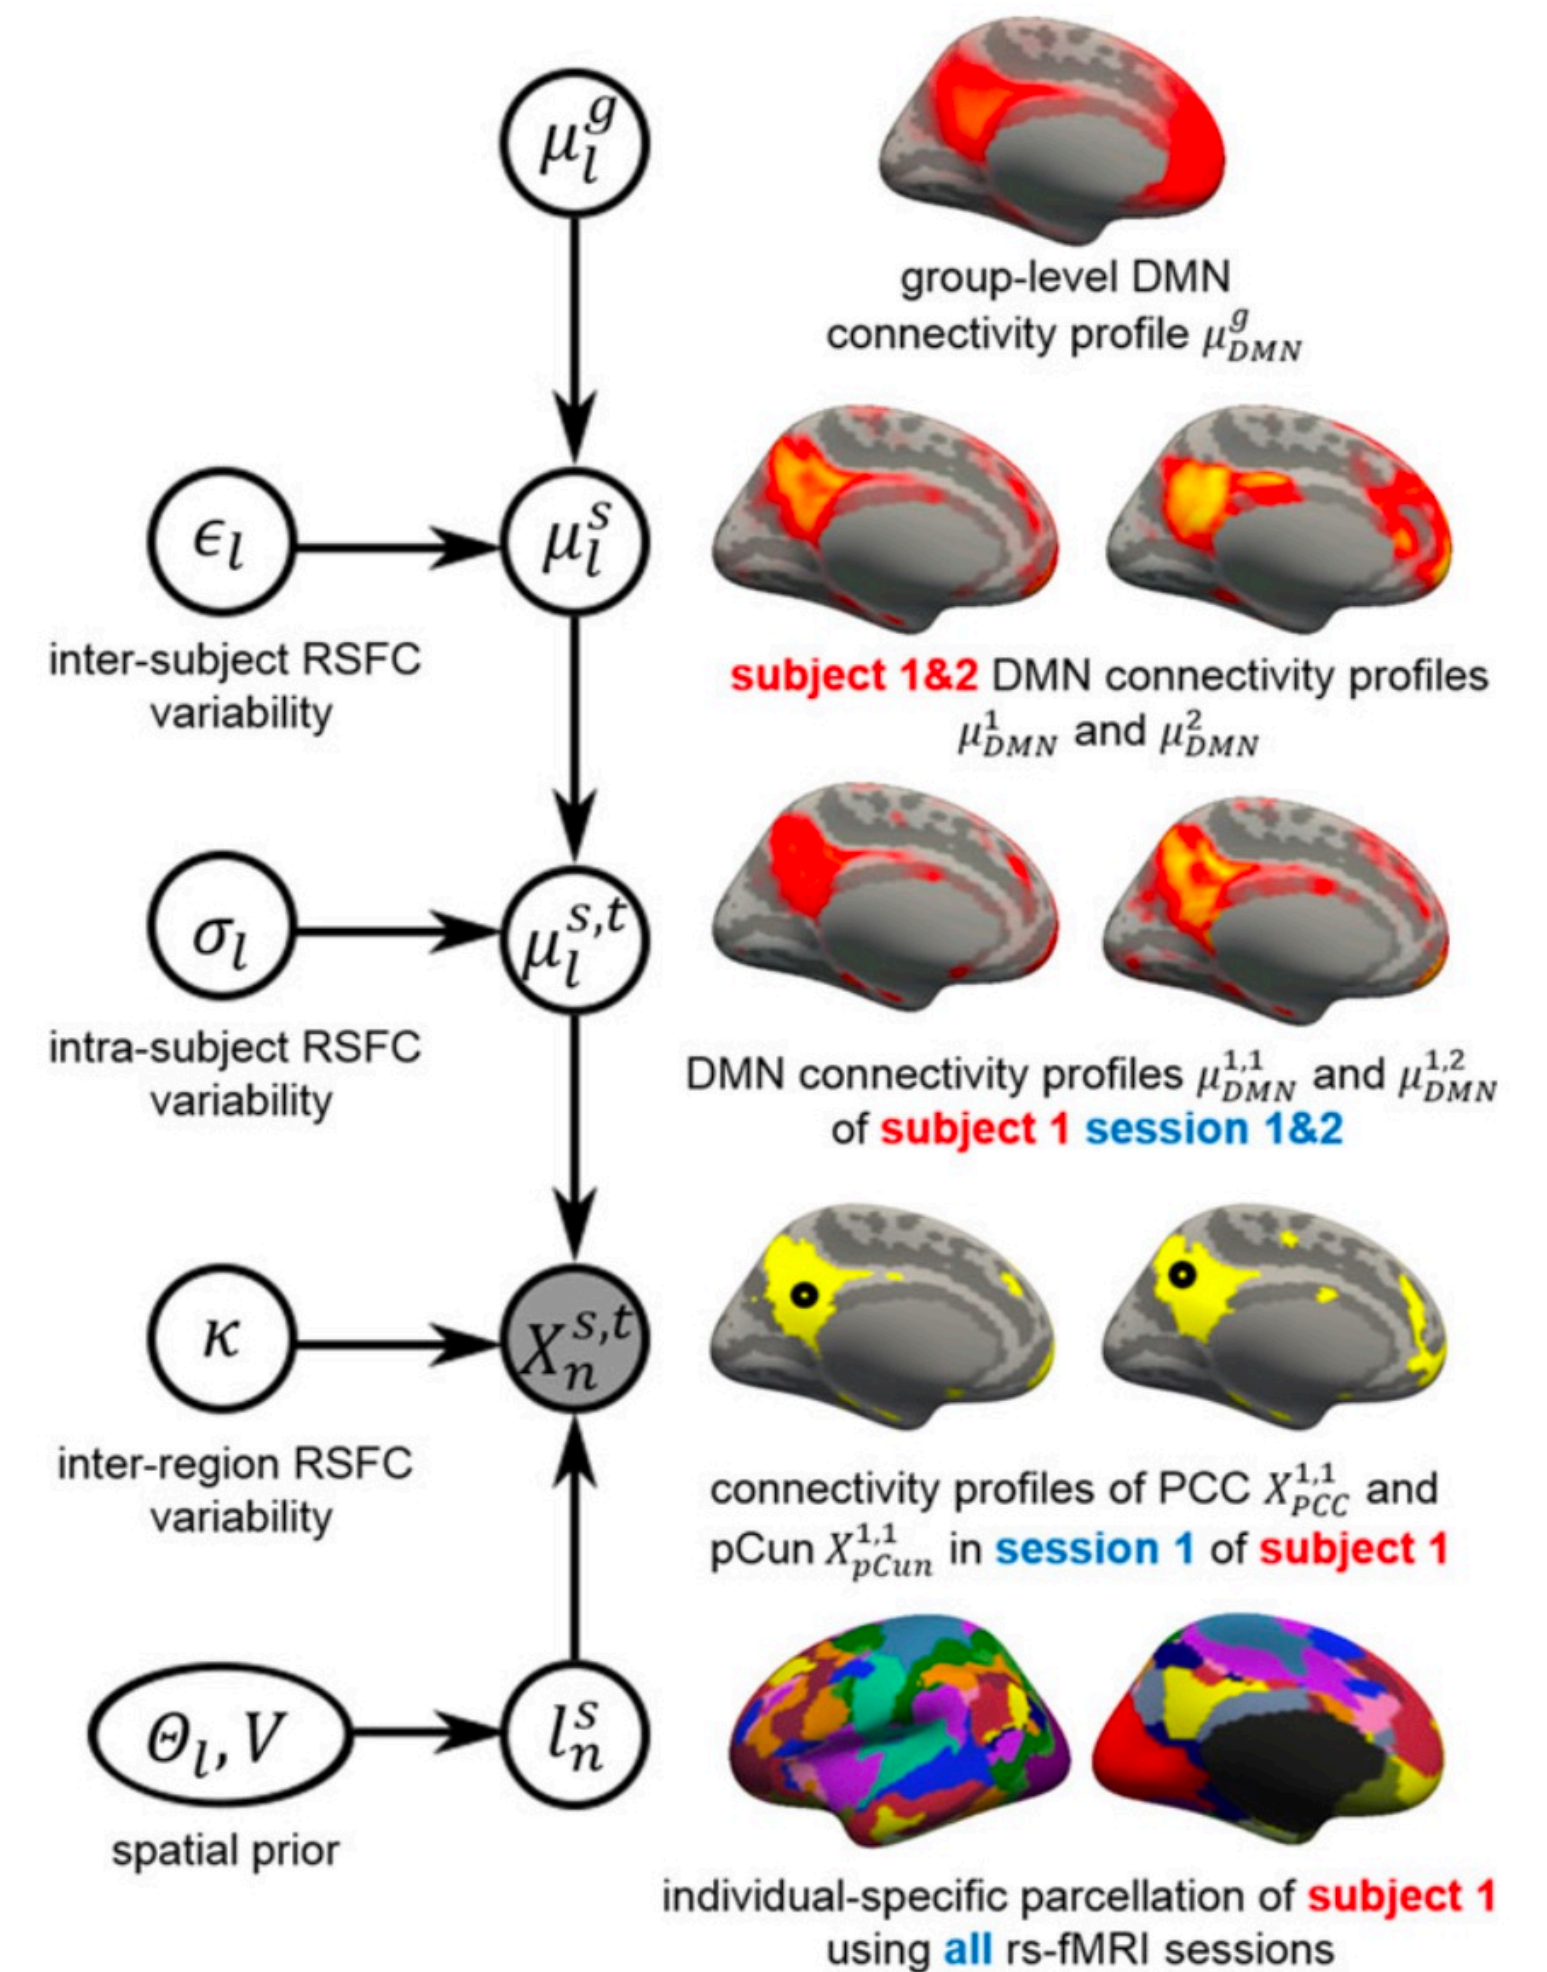 μ_l^g
group-level DMN
connectivity profile μ_DMN^g
ϵ_l
μ_l^s
inter-subject RSFC
variability
subject 1&2 DMN connectivity profiles
μ_DMN^1 and μ_DMN^2
σ_l
μ_l^{s,t}
intra-subject RSFC
variability
DMN connectivity profiles μ_DMN^{1,1} and μ_DMN^{1,2}
of subject 1 session 1&2
κ
X_n^{s,t}
inter-region RSFC
variability
connectivity profiles of PCC X_PCC^{1,1} and
pCun X_pCun^{1,1} in session 1 of subject 1
Θ_l, V
l_n^s
spatial prior
individual-specific parcellation of subject 1
using all rs-fMRI sessions